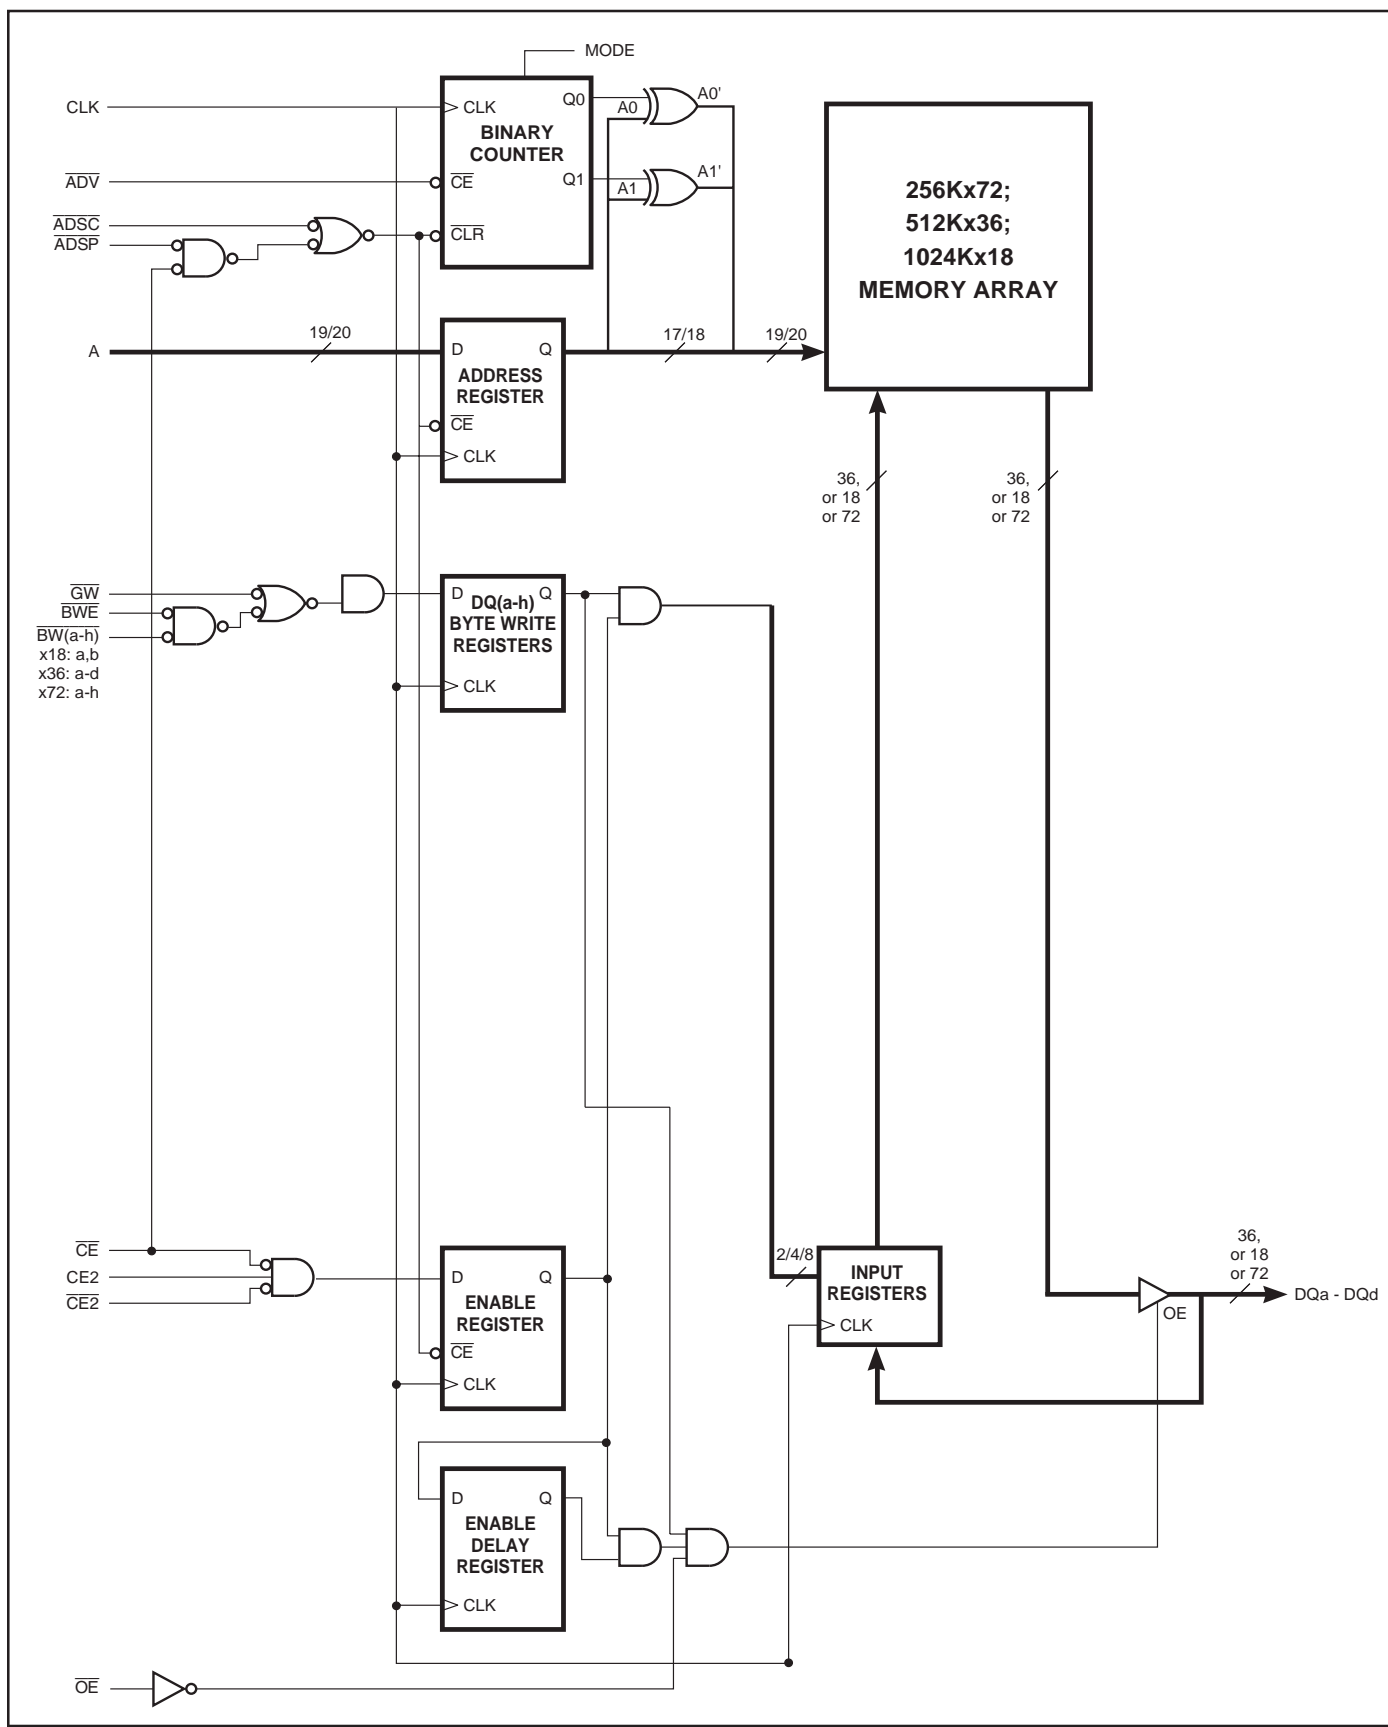 MODE
CLK
CLK
Q0
A0
A0'
BINARY
COUNTER
ADV
CE
Q1
A1
A1'
256Kx72;
512Kx36;
1024Kx18
MEMORY ARRAY
ADSC
ADSP
CLR
A
19/20
D
Q
17/18
19/20
ADDRESS
REGISTER
CE
CLK
36,
or 18
or 72
36,
or 18
or 72
GW
BWE
BW(a-h)
x18: a,b
x36: a-d
x72: a-h
D
Q
DQ(a-h)
BYTE WRITE
REGISTERS
CLK
CE
CE2
CE2
D
Q
ENABLE
REGISTER
CE
CLK
2/4/8
INPUT
REGISTERS
CLK
36,
or 18
or 72
OE
DQa - DQd
D
Q
ENABLE
DELAY
REGISTER
CLK
OE